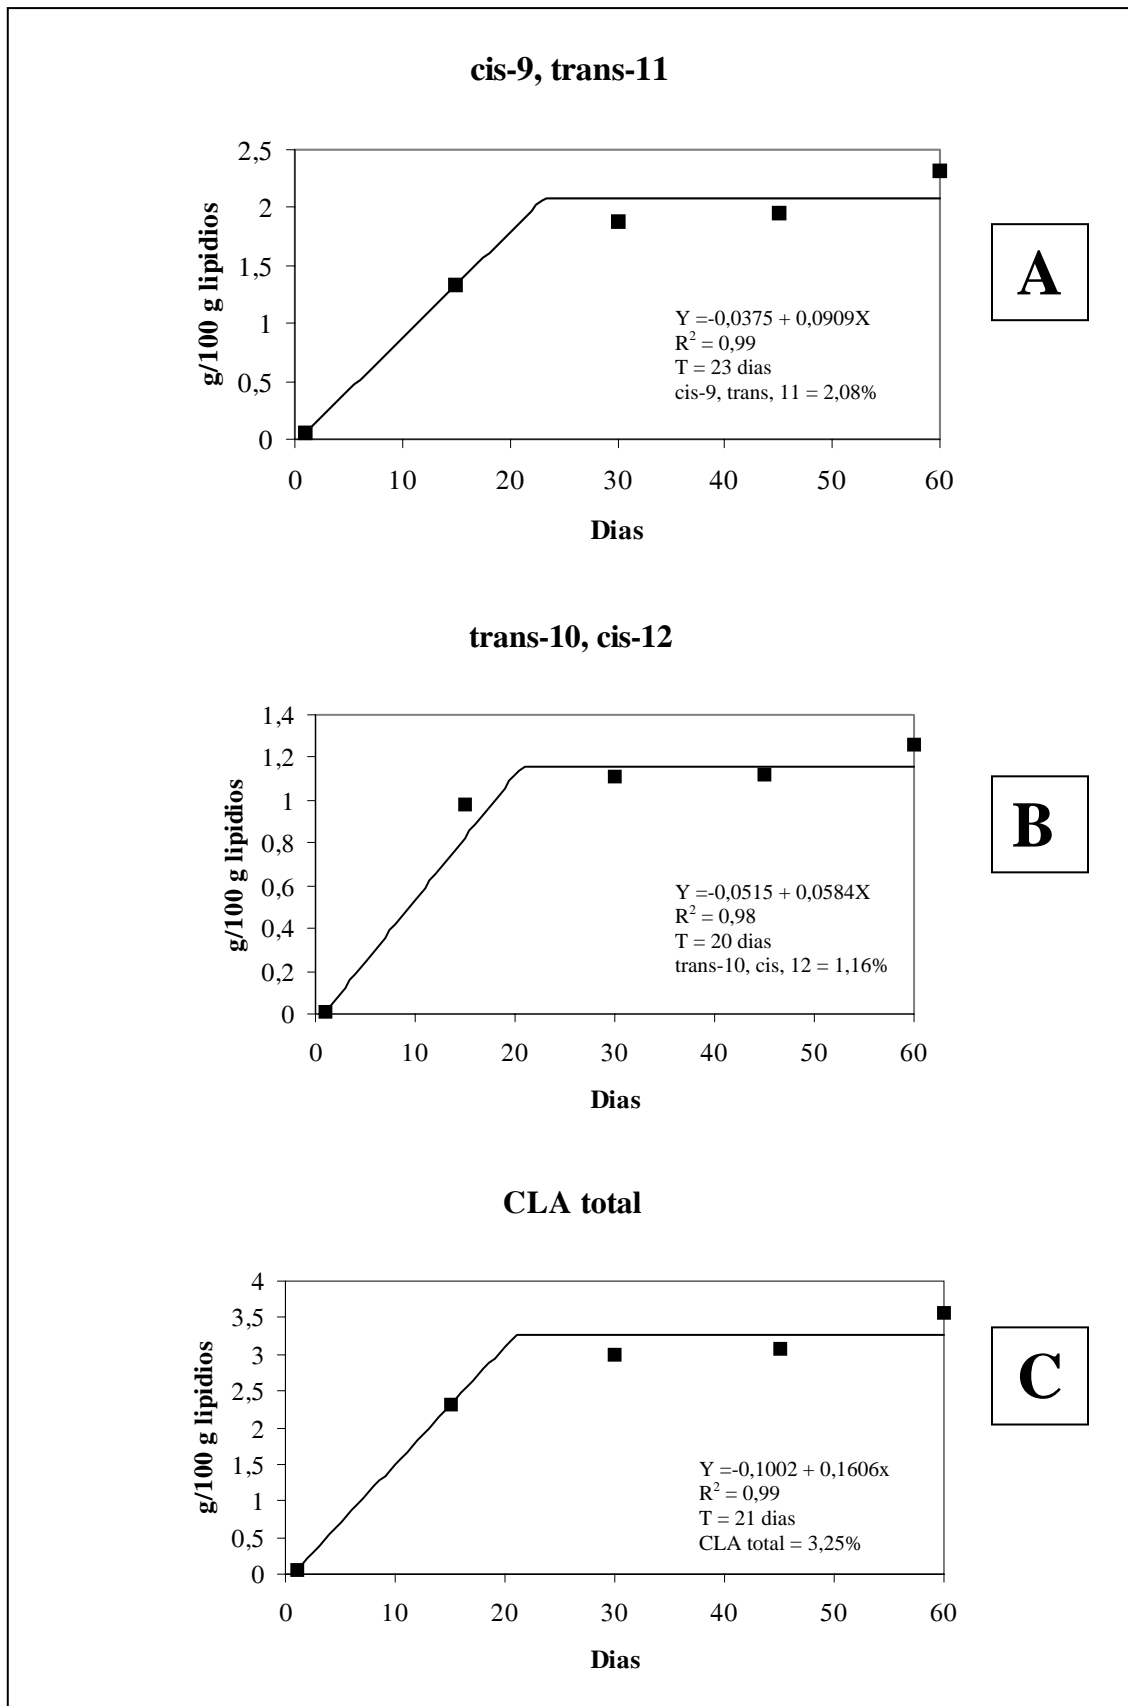 cis-9, trans-11
g/100 g lipidios
2,5
2
1,5
1
0,5
0
Y =-0,0375 + 0,0909X
R² = 0,99
T = 23 dias
cis-9, trans, 11 = 2,08%
0 10 20 30 40 50 60
Dias
A
trans-10, cis-12
g/100 g lipidios
1,4
1,2
1
0,8
0,6
0,4
0,2
0
Y =-0,0515 + 0,0584X
R² = 0,98
T = 20 dias
trans-10, cis, 12 = 1,16%
0 10 20 30 40 50 60
Dias
B
CLA total
g/100 g lipidios
4
3,5
3
2,5
2
1,5
1
0,5
0
Y =-0,1002 + 0,1606x
R² = 0,99
T = 21 dias
CLA total = 3,25%
0 10 20 30 40 50 60
Dias
C